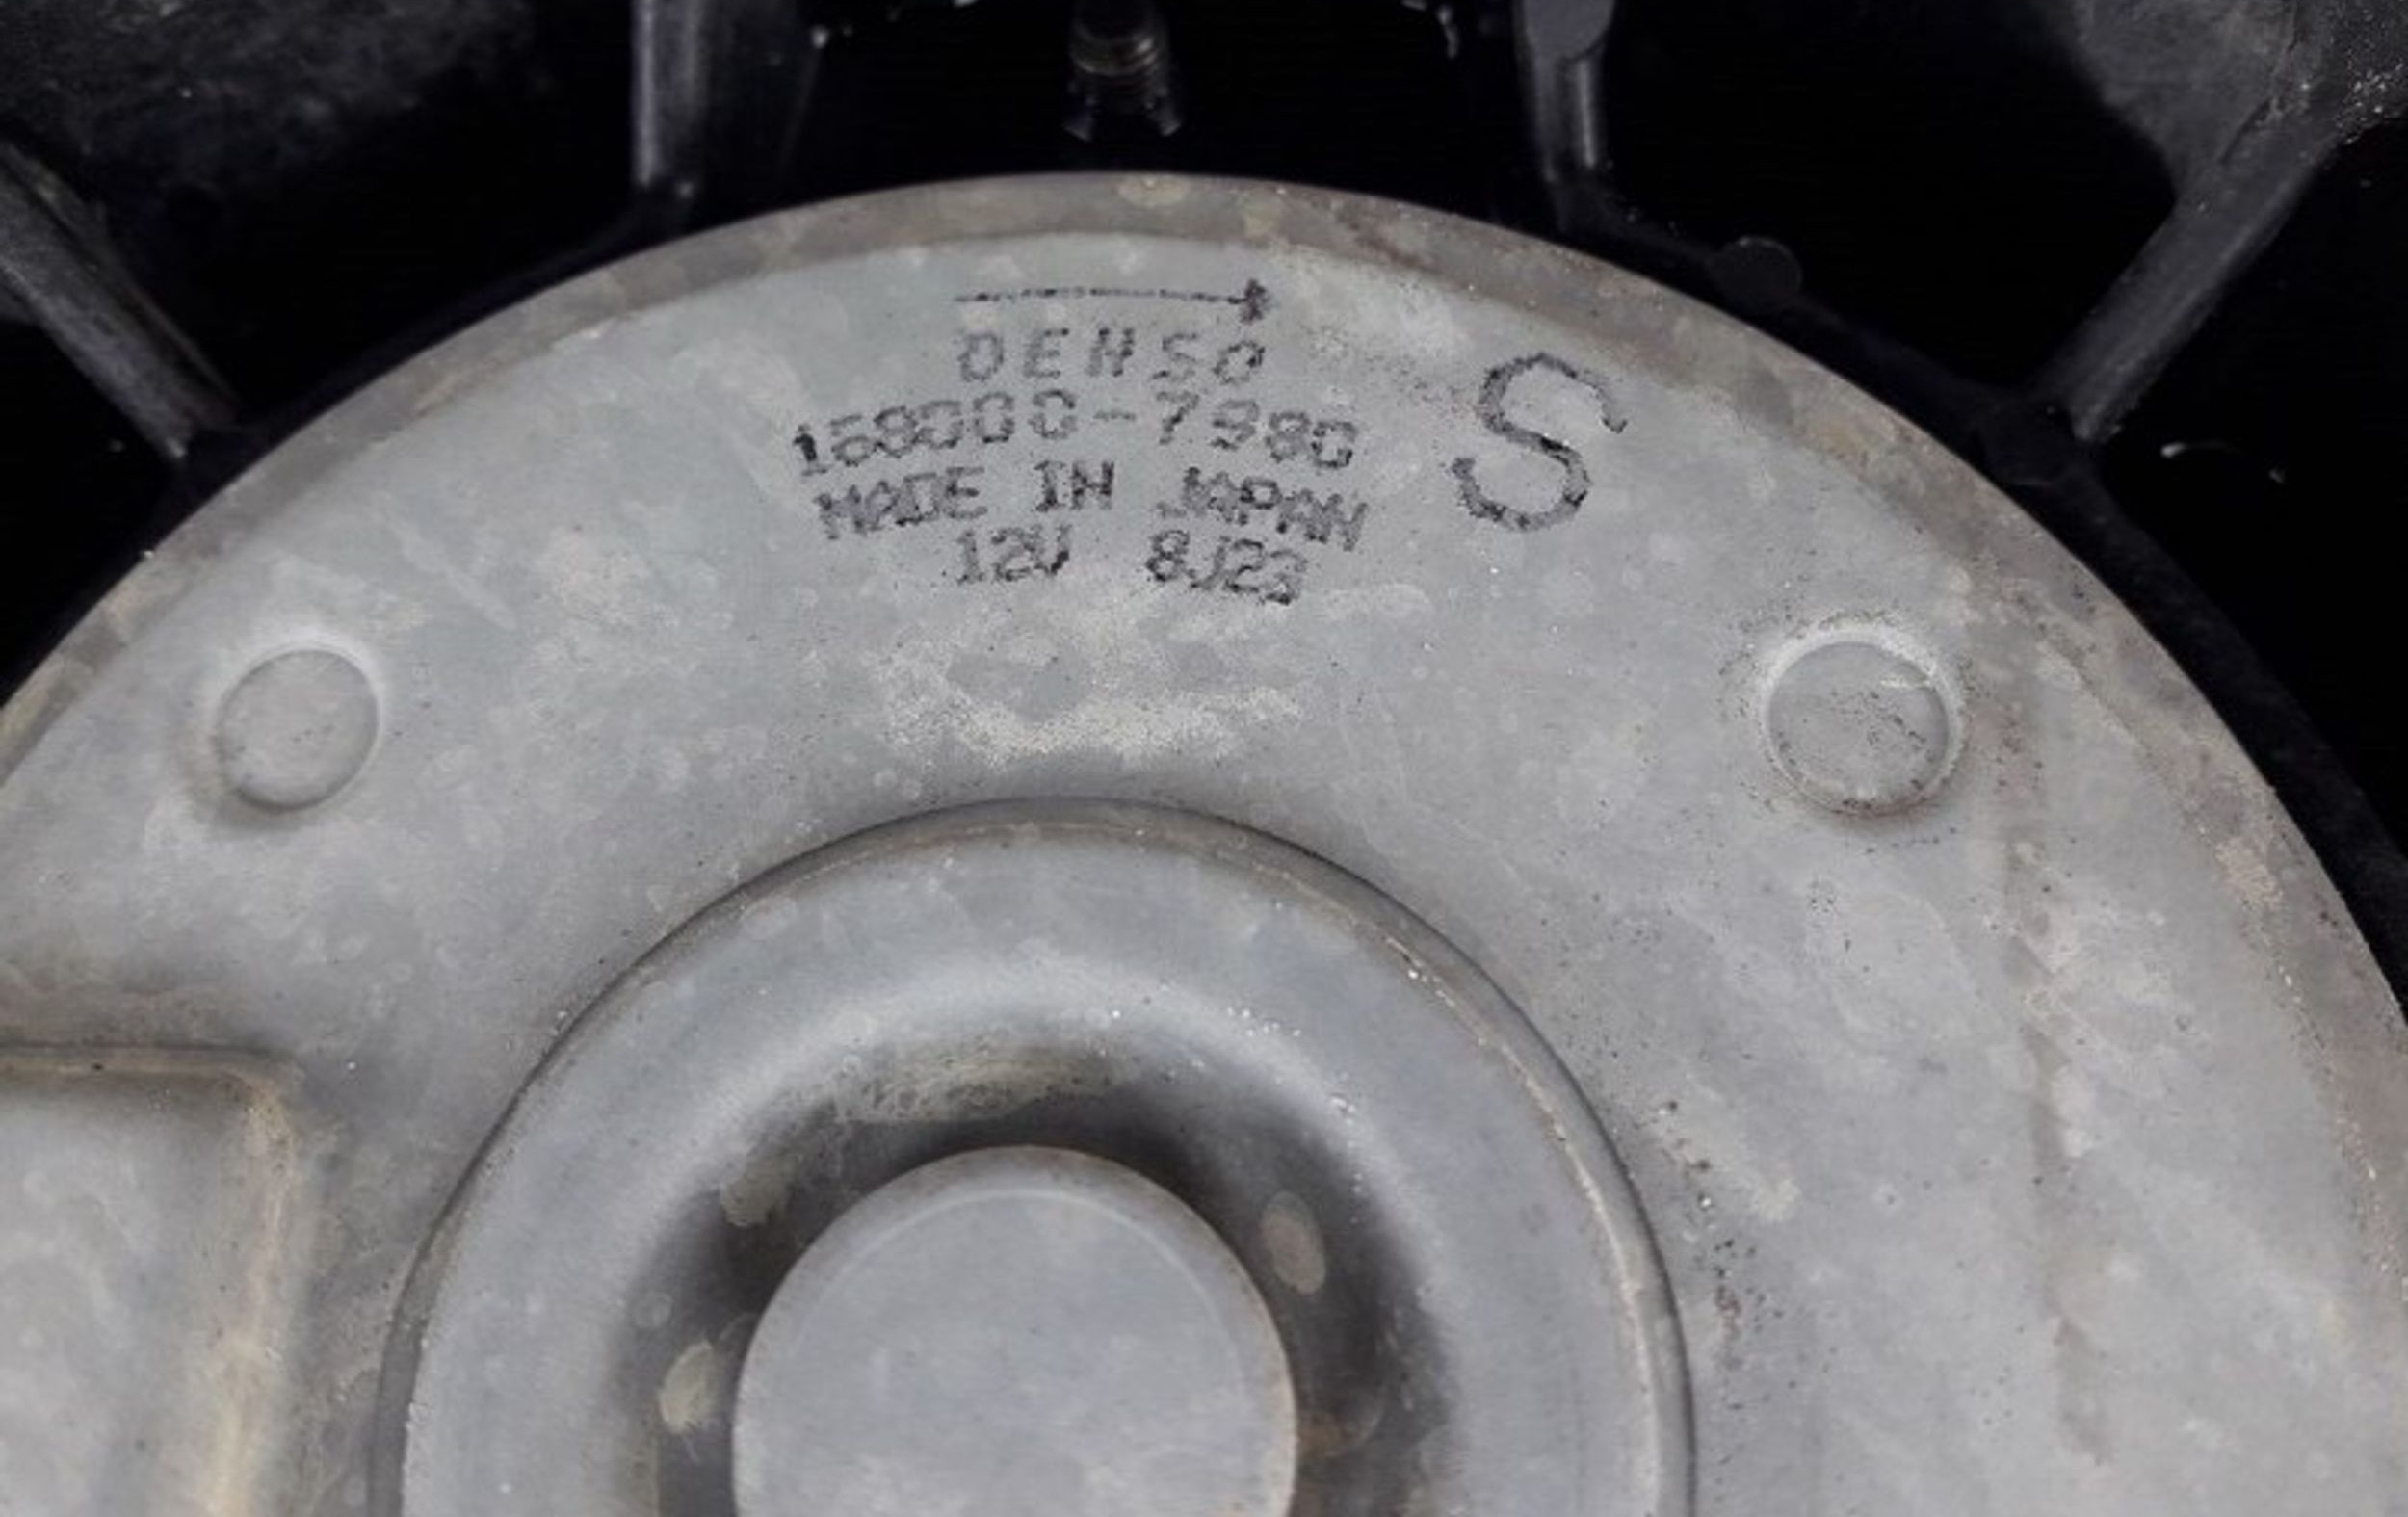 DENSO
168000-7980
MADE IN JAPAN
12V 8J23
S